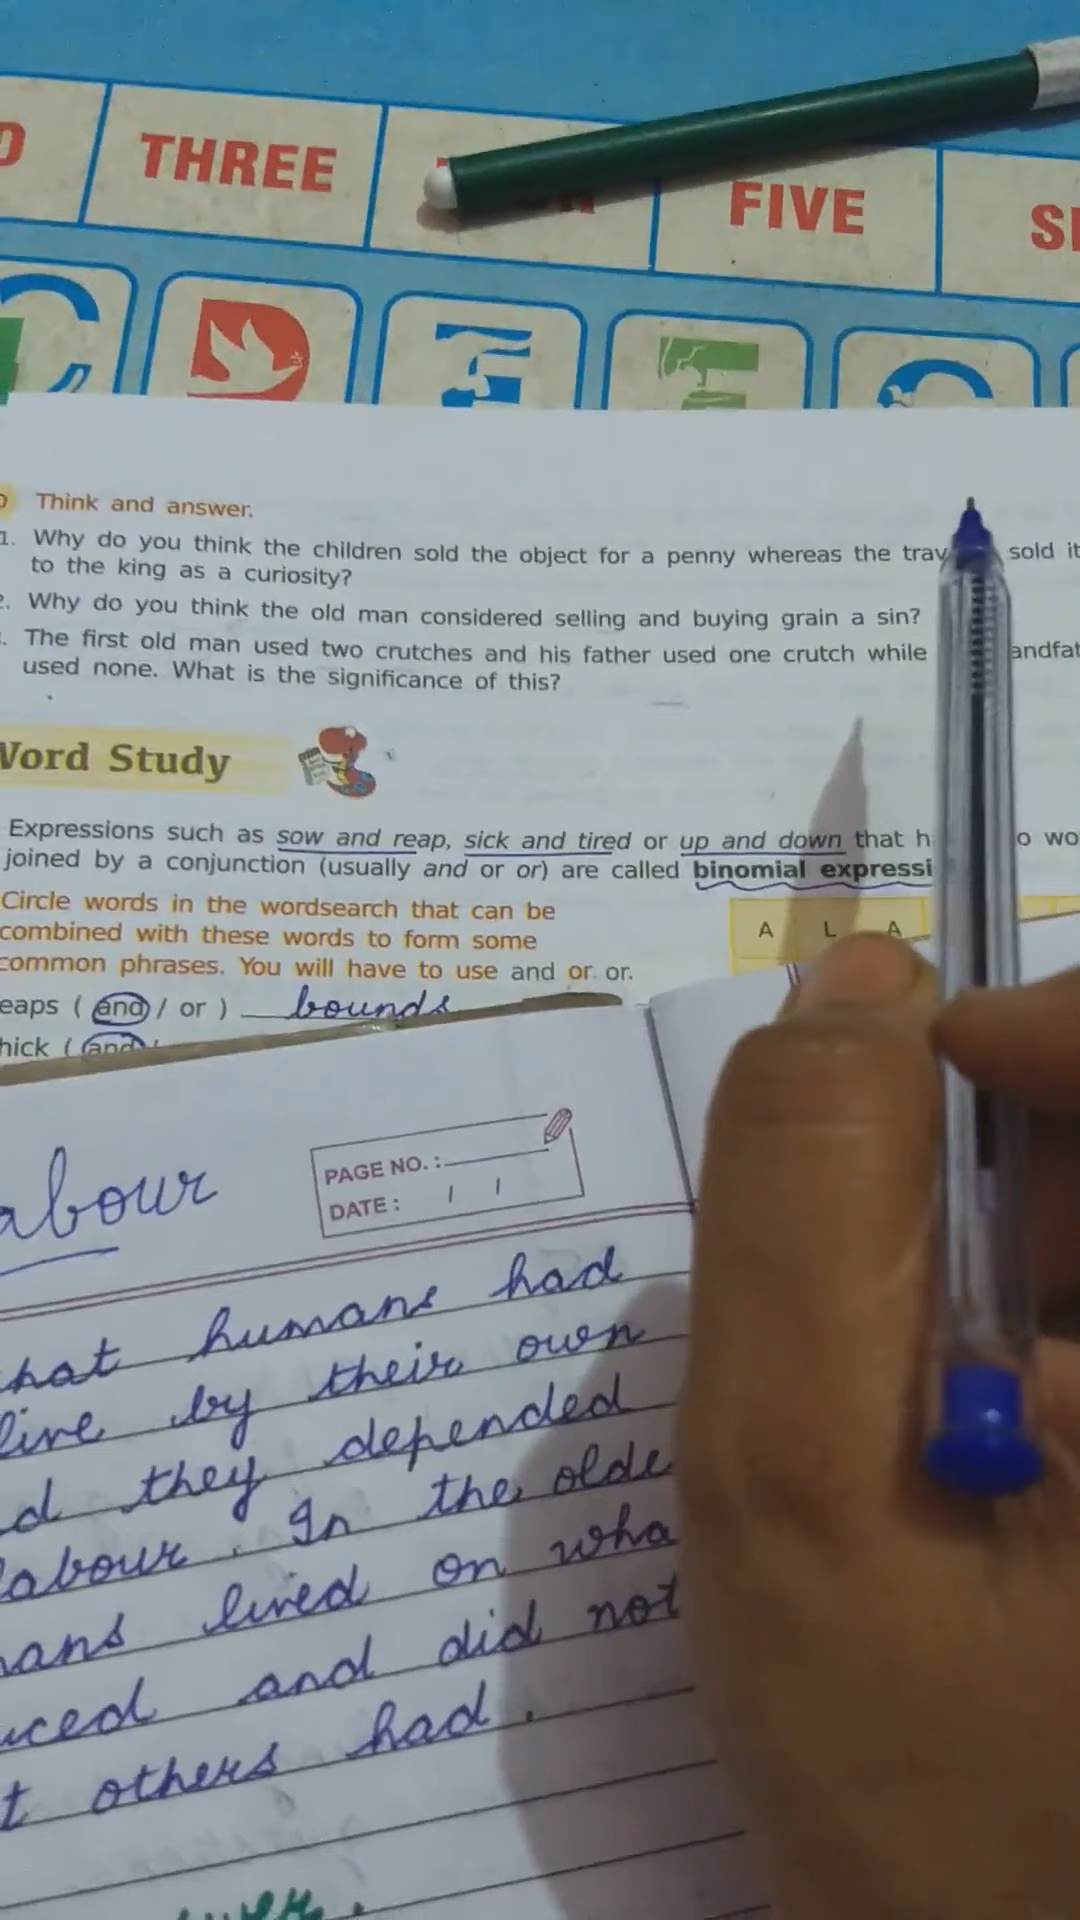 THREE
FIVE
Think and answer.
1. Why do you think the children sold the object for a penny whereas the trav sold it
to the king as a curiosity?
Why do you think the old man considered selling and buying grain a sin?
The first old man used two crutches and his father used one crutch while andfat
used none. What is the significance of this?
Word Study
Expressions such as sow and reap, sick and tired or up and down that h o wo
joined by a conjunction (usually and or or) are called binomial expressi
Circle words in the wordsearch that can be
combined with these words to form some
common phrases. You will have to use and or or.
A L A
eaps ( and / or ) bounds
hick ( and
abour
PAGE NO. :
DATE : / /
hat humans had
live by their own
d they depended
labour. In the olde
ans lived on wha
uced and did not
t others had.